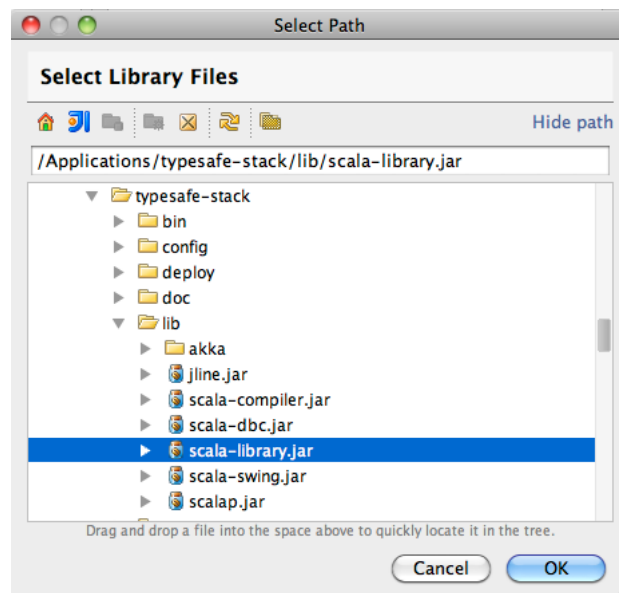 Select Path
Select Library Files
Hide path
/Applications/typesafe-stack/lib/scala-library.jar
typesafe-stack
bin
config
deploy
doc
lib
akka
jline.jar
scala-compiler.jar
scala-dbc.jar
scala-library.jar
scala-swing.jar
scalap.jar
Drag and drop a file into the space above to quickly locate it in the tree.
Cancel OK